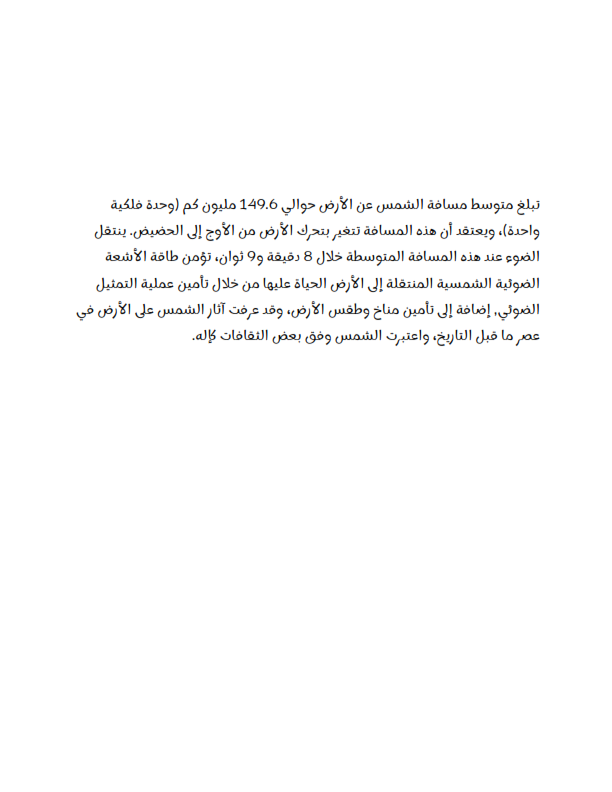 تبلغ متوسط مسافة الشمس عن الأرض حوالي 149.6 مليون كم (وحدة فلكية
واحدة)، ويعتقد أن هذه المسافة تتغير بتحرك الأرض من الأوج إلى الحضيض. ينتقل
الضوء عند هذه المسافة المتوسطة خلال 8 دقيقة و9 ثوان، تؤمن طاقة الأشعة
الضوئية الشمسية المنتقلة إلى الأرض الحياة عليها من خلال تأمين عملية التمثيل
الضوئي, إضافة إلى تأمين مناخ وطقس الأرض، وقد عرفت آثار الشمس على الأرض في
عصر ما قبل التاريخ، واعتبرت الشمس وفق بعض الثقافات كإله.